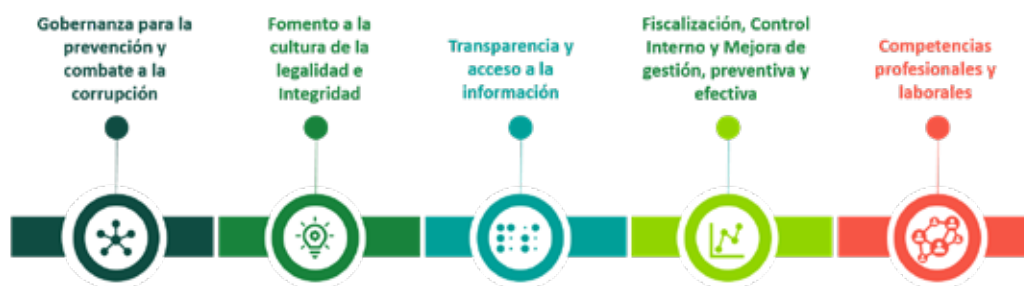 Gobernanza para la
prevención y
combate a la
corrupción
Fomento a la
cultura de la
legalidad e
Integridad
Transparencia y
acceso a la
información
Fiscalización, Control
Interno y Mejora de
gestión, preventiva y
efectiva
Competencias
profesionales y
laborales